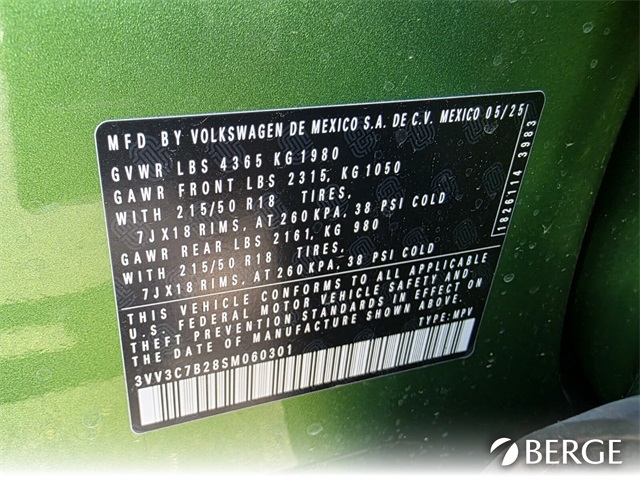 MFD BY VOLKSWAGEN DE MEXICO S.A. DE C.V. MEXICO 05/25
GVWR LBS 4365 KG 1980
GAWR FRONT LBS 2315, KG 1050
WITH 215/50 R18 TIRES,
7JX18 RIMS, AT 260 KPA, 38 PSI COLD
GAWR REAR LBS 2161, KG 980
WITH 215/50 R18 TIRES,
7JX18 RIMS, AT 260 KPA, 38 PSI COLD
THIS VEHICLE CONFORMS TO ALL APPLICABLE
U.S. FEDERAL MOTOR VEHICLE SAFETY AND
THEFT PREVENTION STANDARDS IN EFFECT ON
THE DATE OF MANUFACTURE SHOWN ABOVE.
3VV3C7B28SM060301 TYPE: MPV
1826114 3983
BERGE